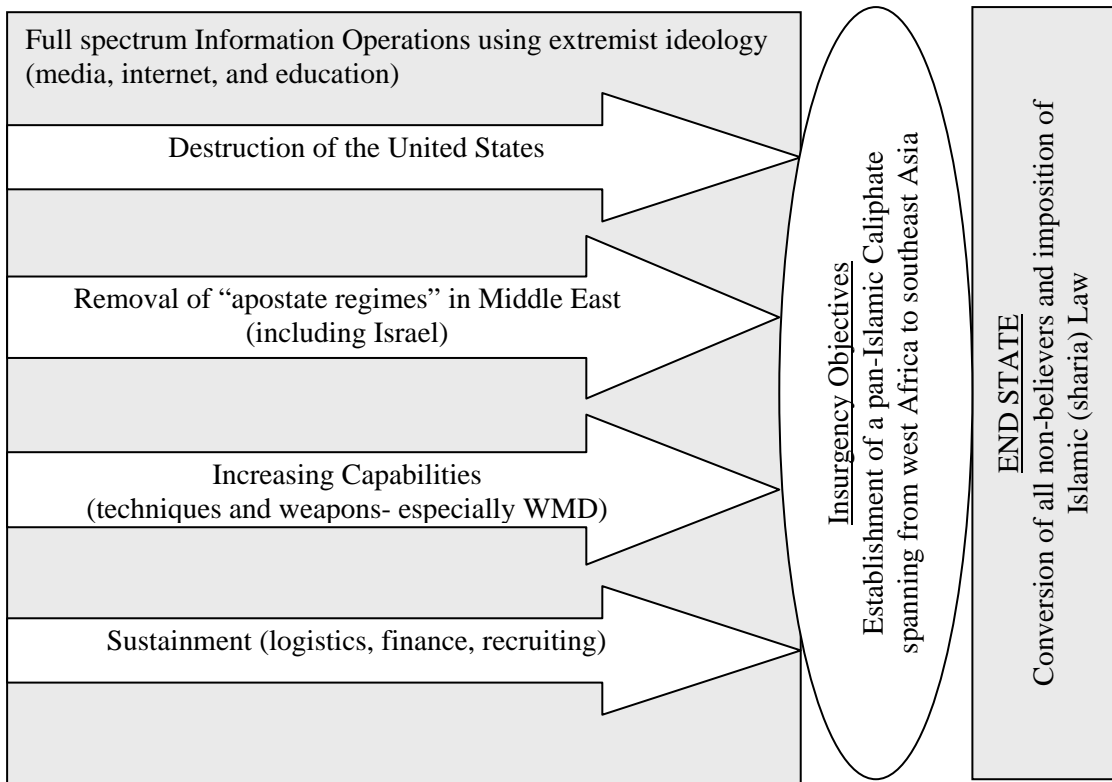 Full spectrum Information Operations using extremist ideology
(media, internet, and education)
Destruction of the United States
Removal of “apostate regimes” in Middle East
(including Israel)
Increasing Capabilities
(techniques and weapons- especially WMD)
Sustainment (logistics, finance, recruiting)
Insurgency Objectives
Establishment of a pan-Islamic Caliphate
spanning from west Africa to southeast Asia
END STATE
Conversion of all non-believers and imposition of
Islamic (sharia) Law